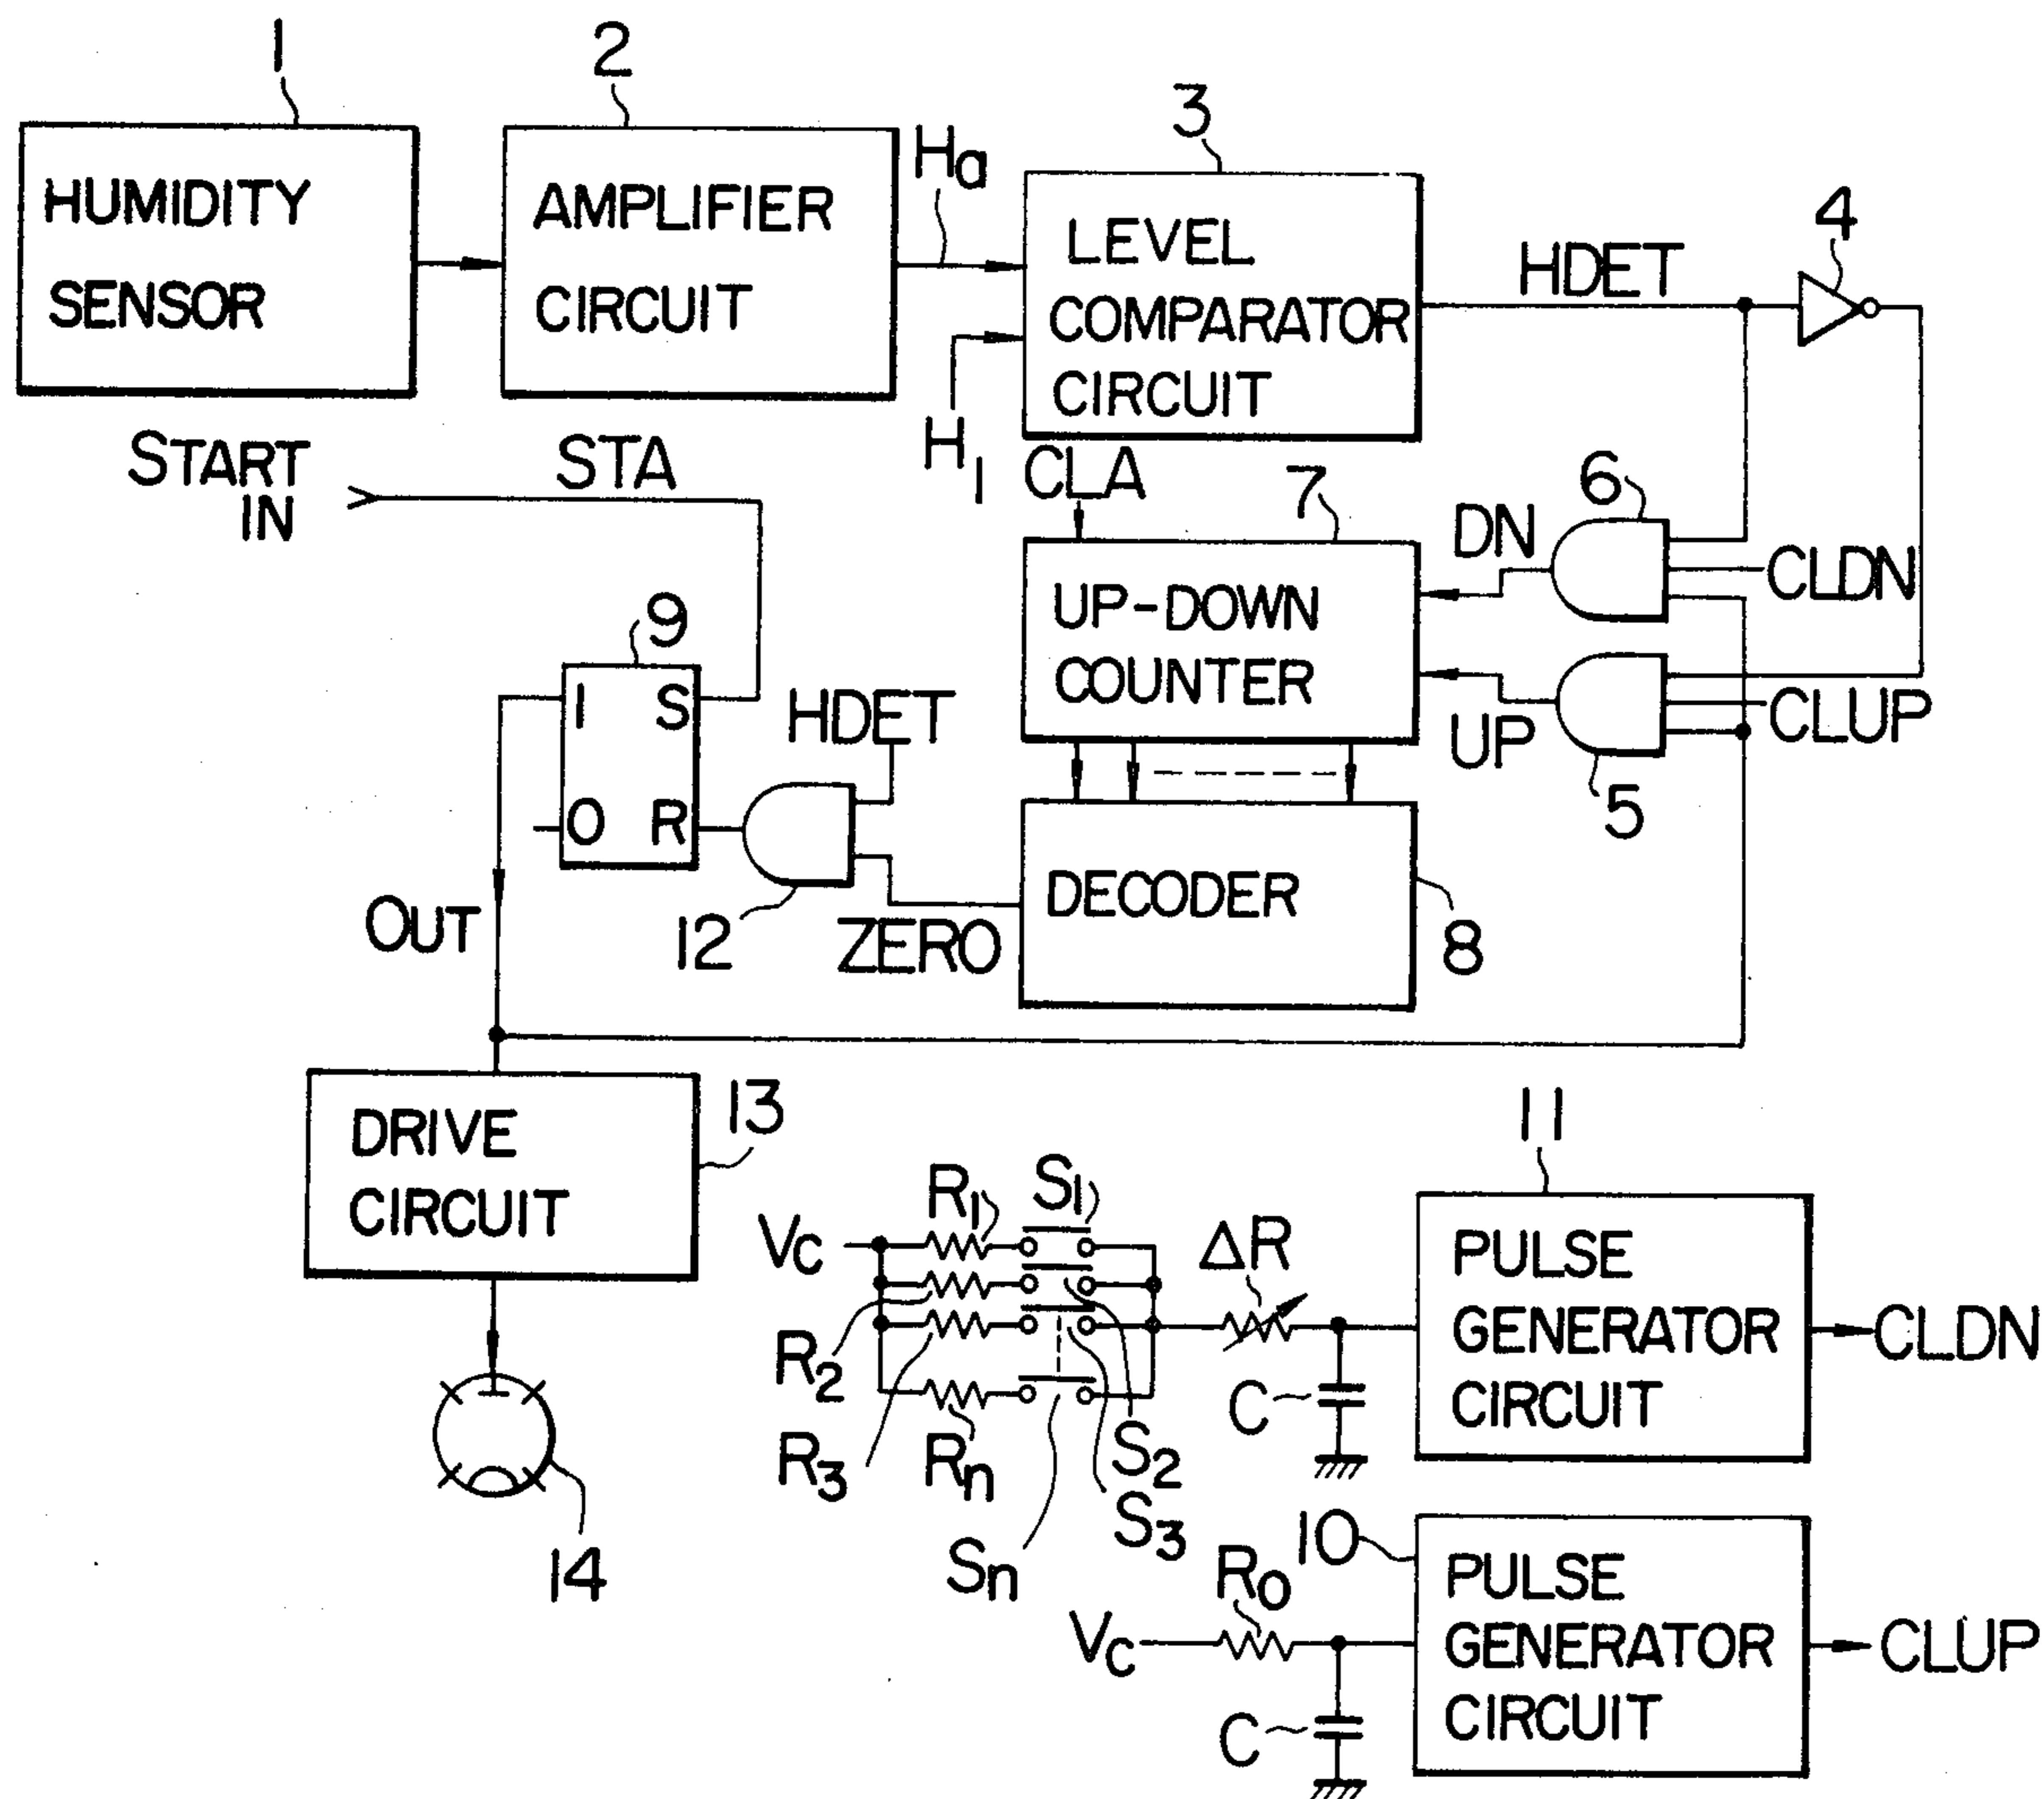 1
2
3
HUMIDITY
SENSOR
AMPLIFIER
CIRCUIT
Ha
H1
LEVEL
COMPARATOR
CIRCUIT
HDET
4
START
IN
STA
CLA
7
6
DN
CLDN
UP-DOWN
COUNTER
UP
CLUP
5
9
1 S
0 R
HDET
12
ZERO
DECODER
8
OUT
DRIVE
CIRCUIT
13
14
11
VC
R1
S1
ΔR
R2
R3
Rn
S2
S3
Sn
C
PULSE
GENERATOR
CIRCUIT
CLDN
10
VC
R0
C
PULSE
GENERATOR
CIRCUIT
CLUP